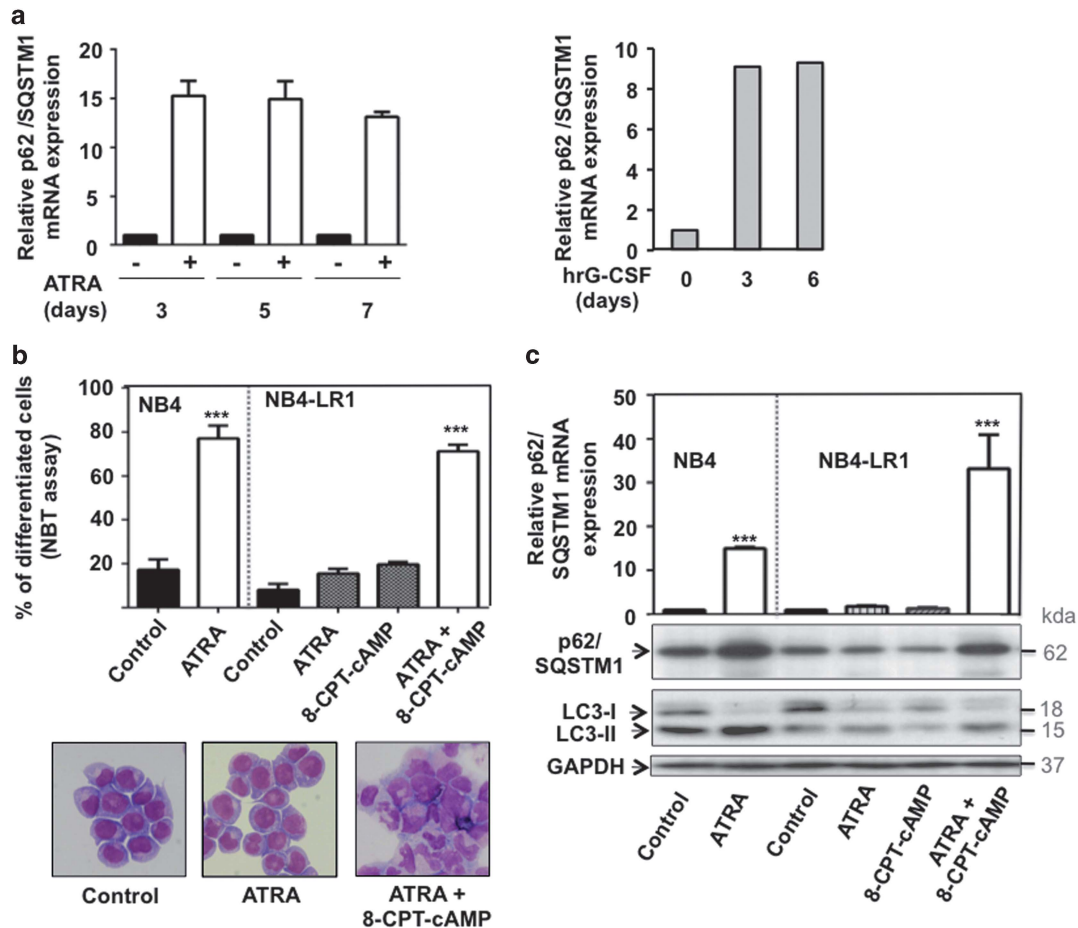 a
Relative p62 /SQSTM1
mRNA expression
20
15
10
5
0
- + - + - +
ATRA
(days)
3 5 7
Relative p62 /SQSTM1
mRNA expression
10
8
6
4
2
0
hrG-CSF
(days)
0 3 6
b
% of differentiated cells
(NBT assay)
100
80
60
40
20
NB4
NB4-LR1
***
***
Control
ATRA
Control
ATRA
8-CPT-cAMP
ATRA +
8-CPT-cAMP
Control
ATRA
ATRA +
8-CPT-cAMP
c
Relative p62/
SQSTM1 mRNA
expression
50
40
30
20
10
0
NB4
NB4-LR1
***
***
kda
p62/
SQSTM1
62
LC3-I
18
LC3-II
15
GAPDH
37
Control
ATRA
Control
ATRA
8-CPT-cAMP
ATRA +
8-CPT-cAMP